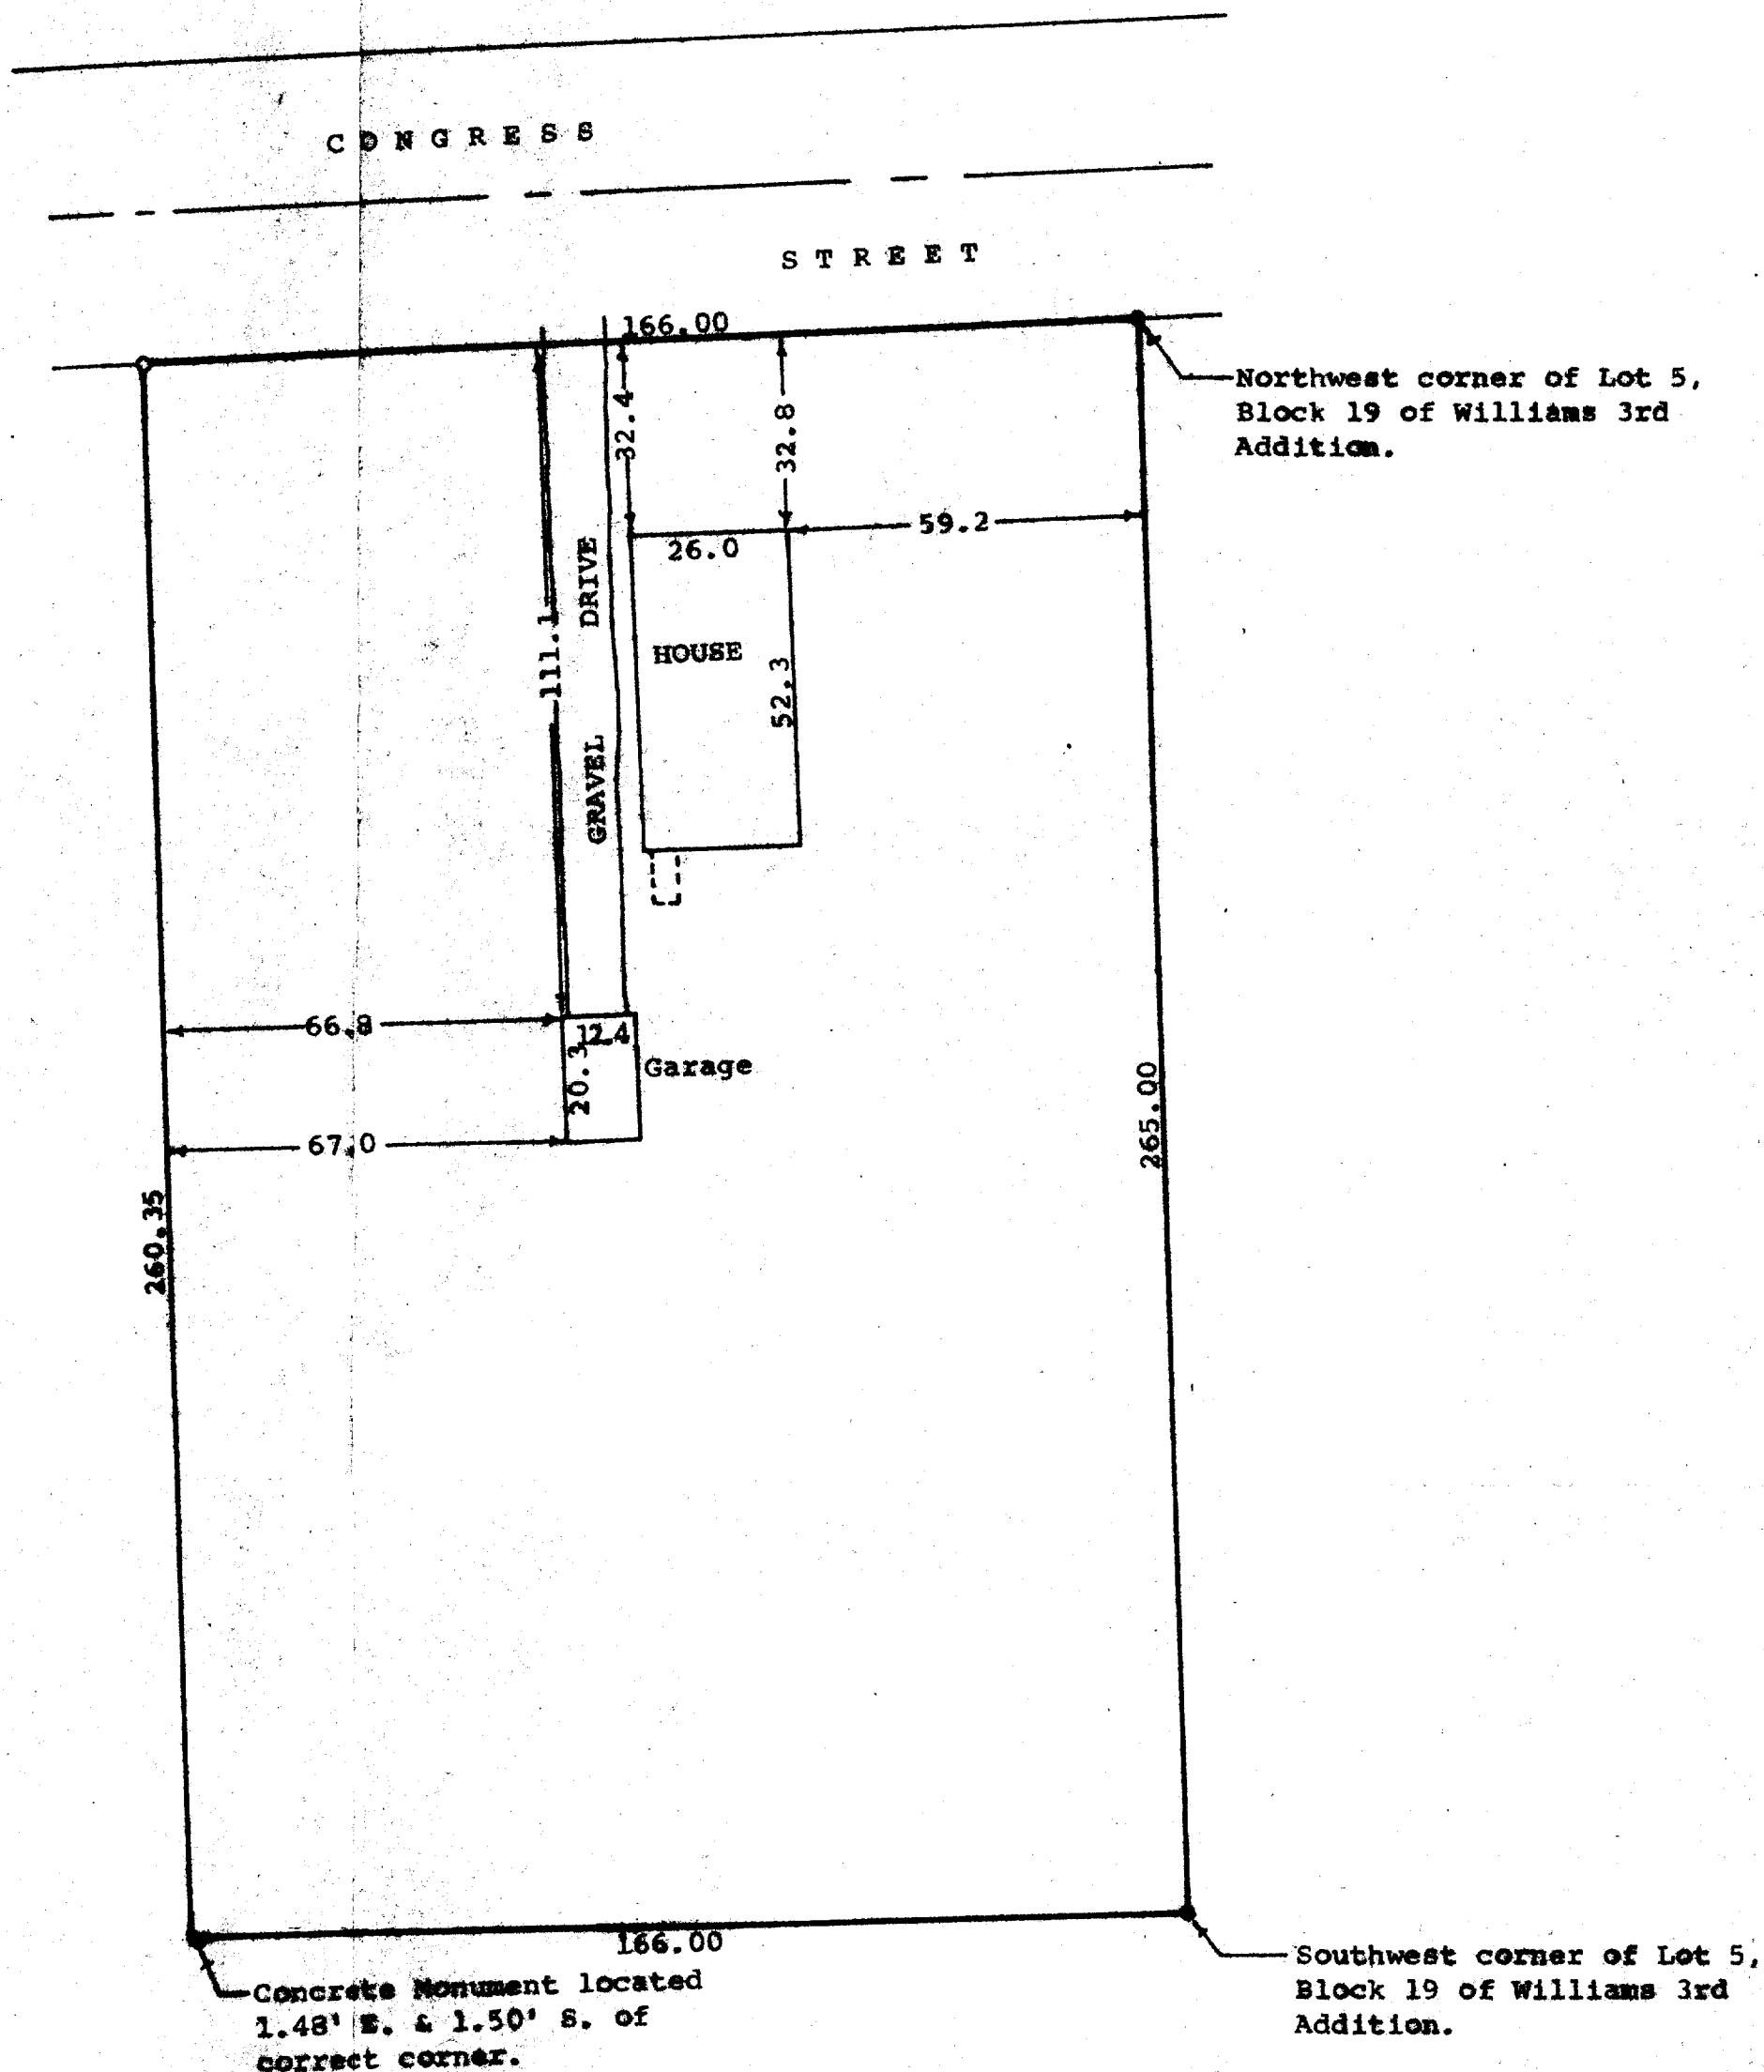 CONGRESS
STREET
166.00
Northwest corner of Lot 5,
Block 19 of Williams 3rd
Addition.
32.4
32.8
59.2
26.0
DRIVE
111.1
HOUSE
52.3
GRAVEL
66.8
12.4
20.3
Garage
67.0
265.00
260.35
166.00
Concrete Monument located
1.48' E. & 1.50' S. of
correct corner.
Southwest corner of Lot 5,
Block 19 of Williams 3rd
Addition.